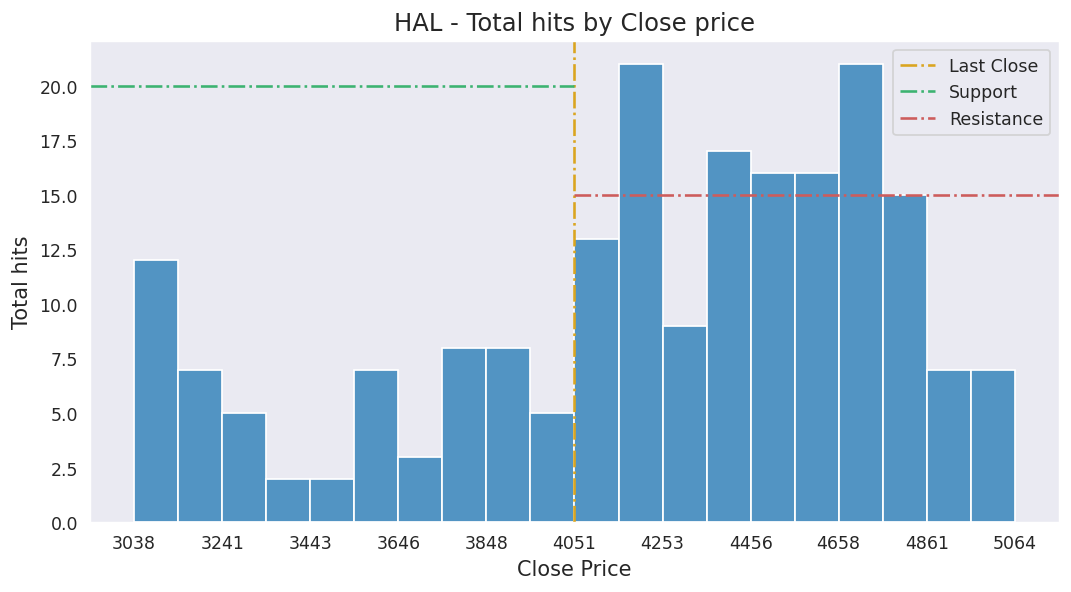 HAL - Total hits by Close price
Last Close
Support
Resistance
Total hits
20.0
17.5
15.0
12.5
10.0
7.5
5.0
2.5
0.0
3038 3241 3443 3646 3848 4051 4253 4456 4658 4861 5064
Close Price